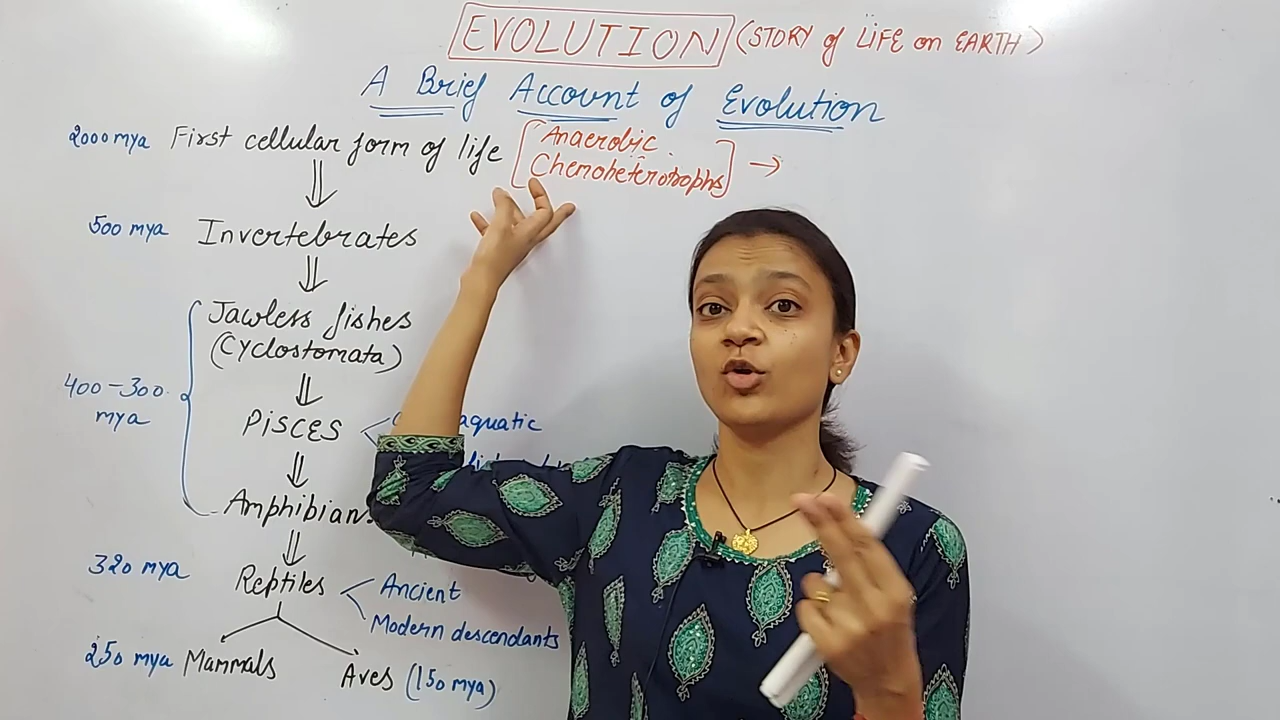 EVOLUTION (STORY of LIFE on EARTH)
A Brief Account of Evolution
2000 mya First cellular form of life [Anaerobic
Chemoheterotrophs] →
500 mya Invertebrates
Jawless fishes
(Cyclostomata)
400-300 mya
PISCES aquatic
Amphibian
320 mya Reptiles Ancient
Modern descendants
250 mya Mammals Aves (150 mya)